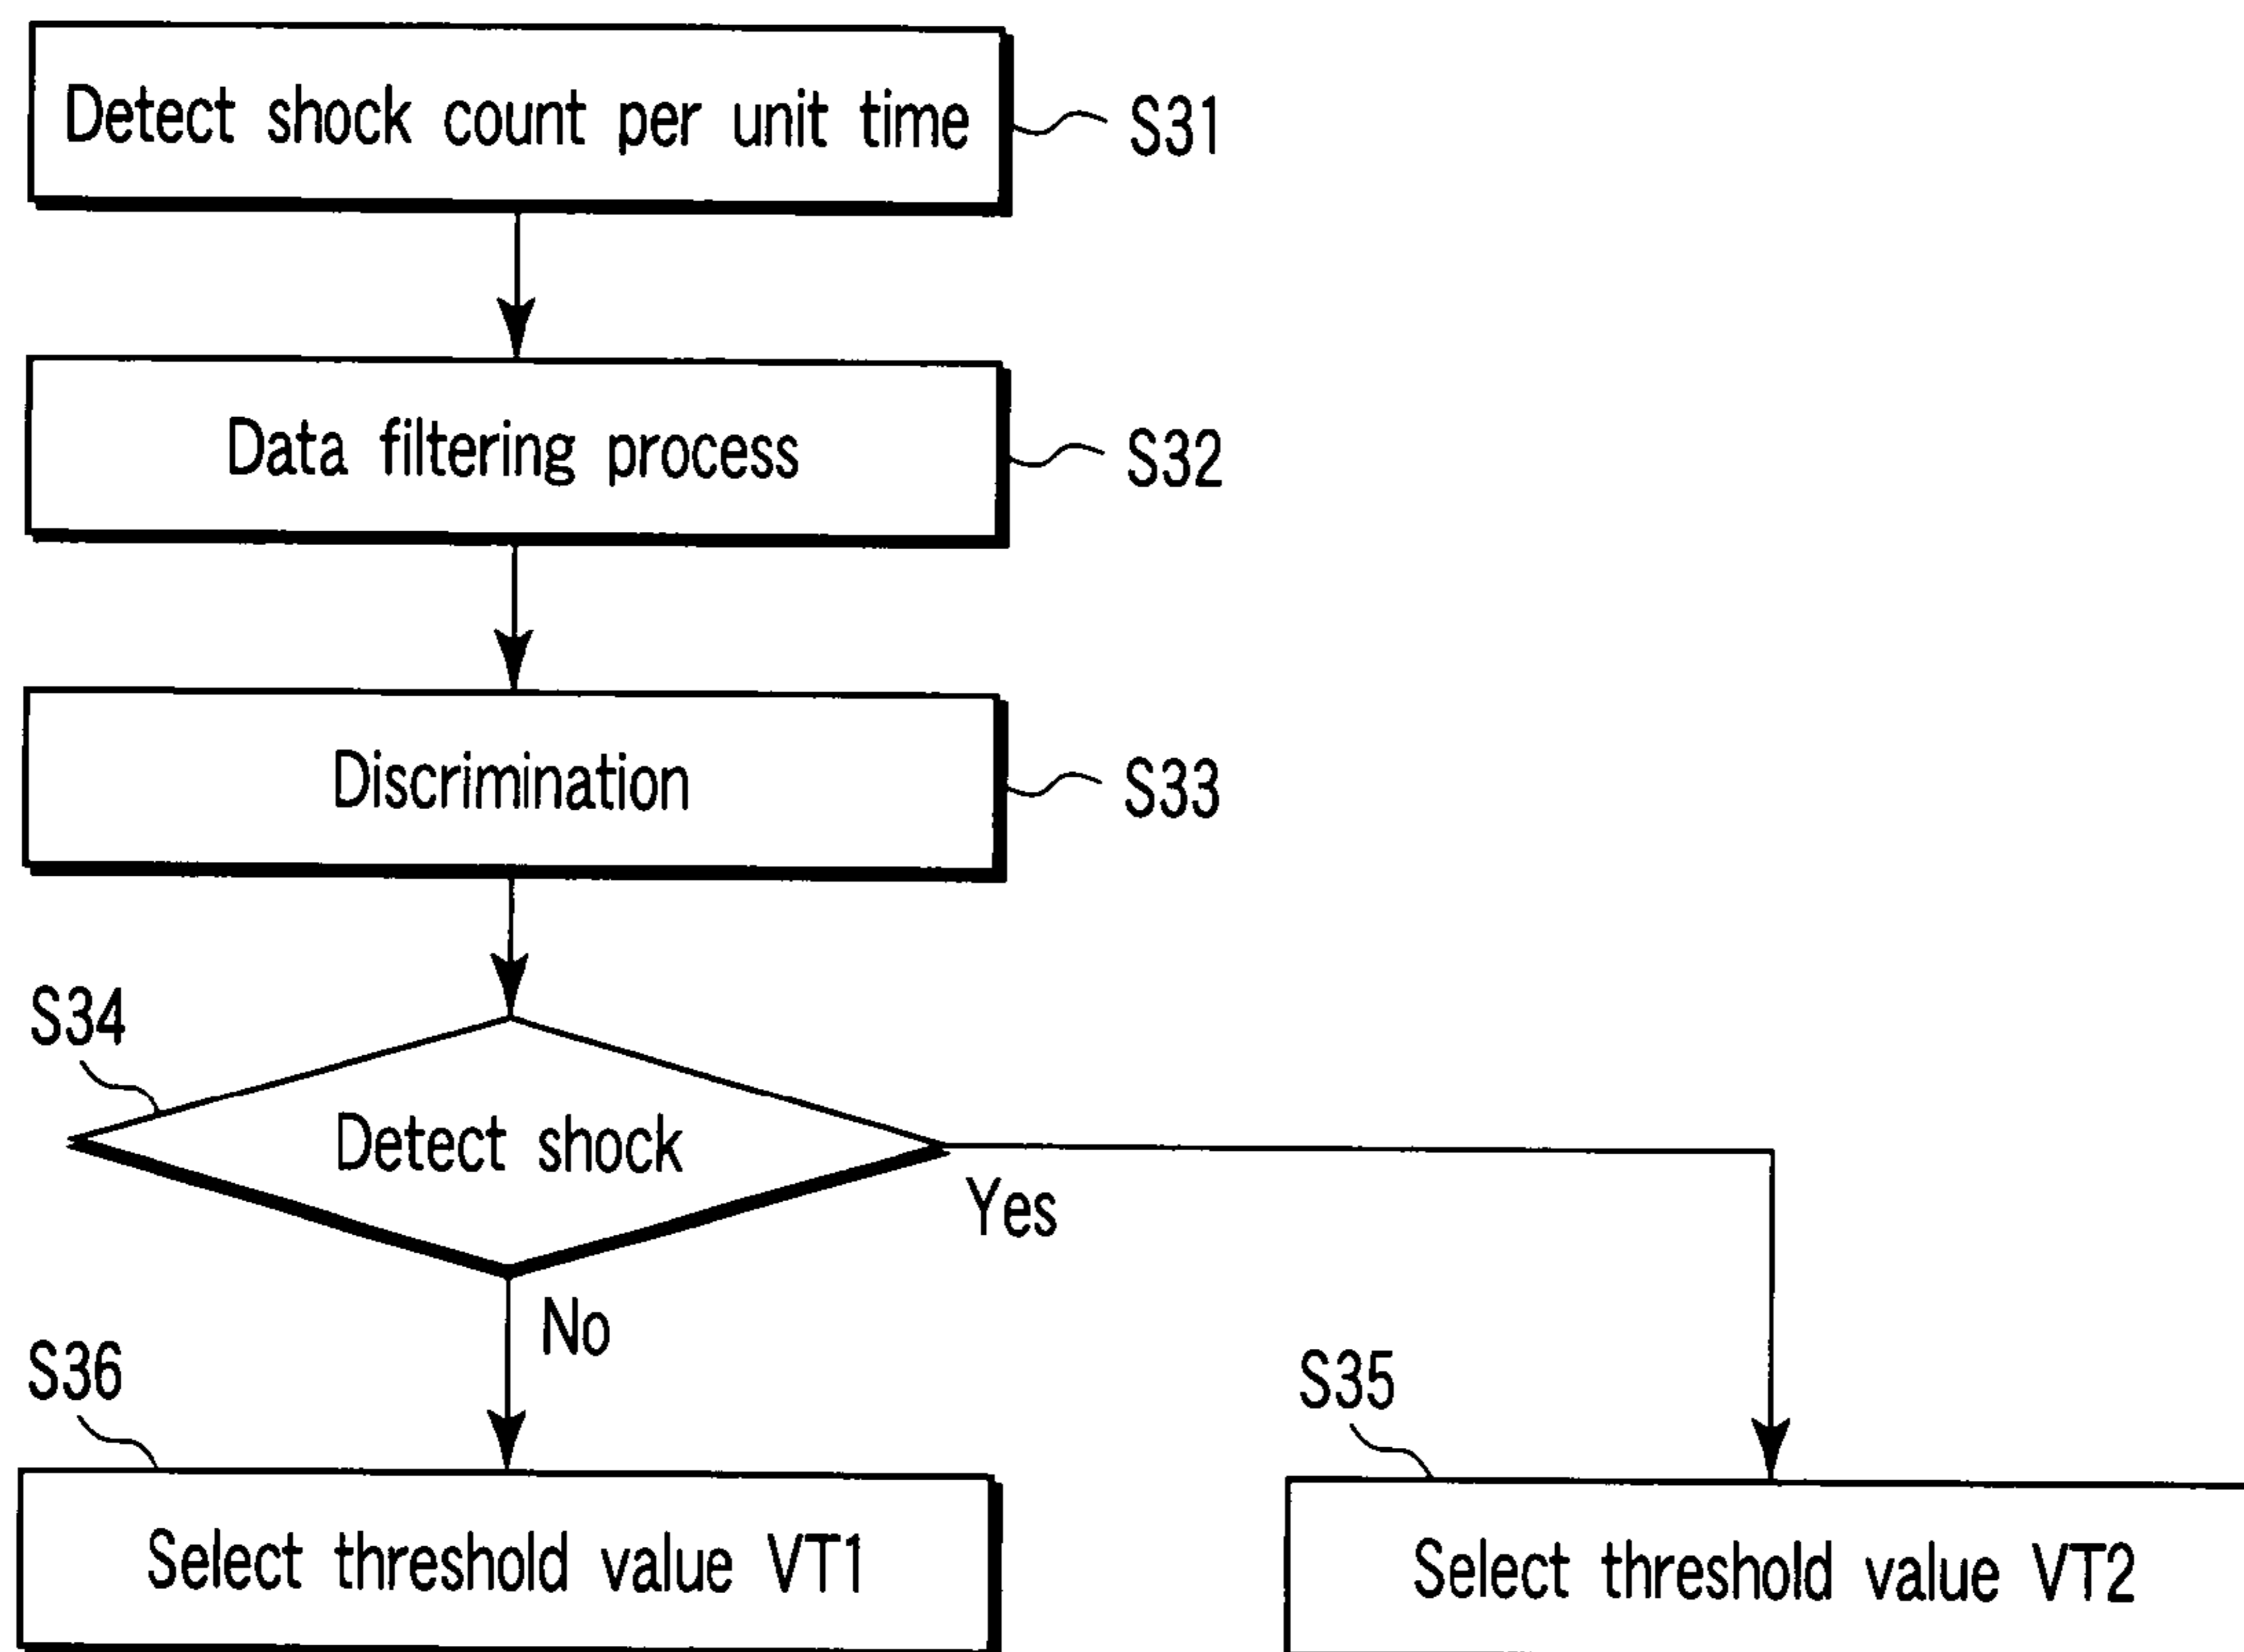 Detect shock count per unit time
S31
Data filtering process
S32
Discrimination
S33
S34
Detect shock
Yes
No
S36
S35
Select threshold value VT1
Select threshold value VT2